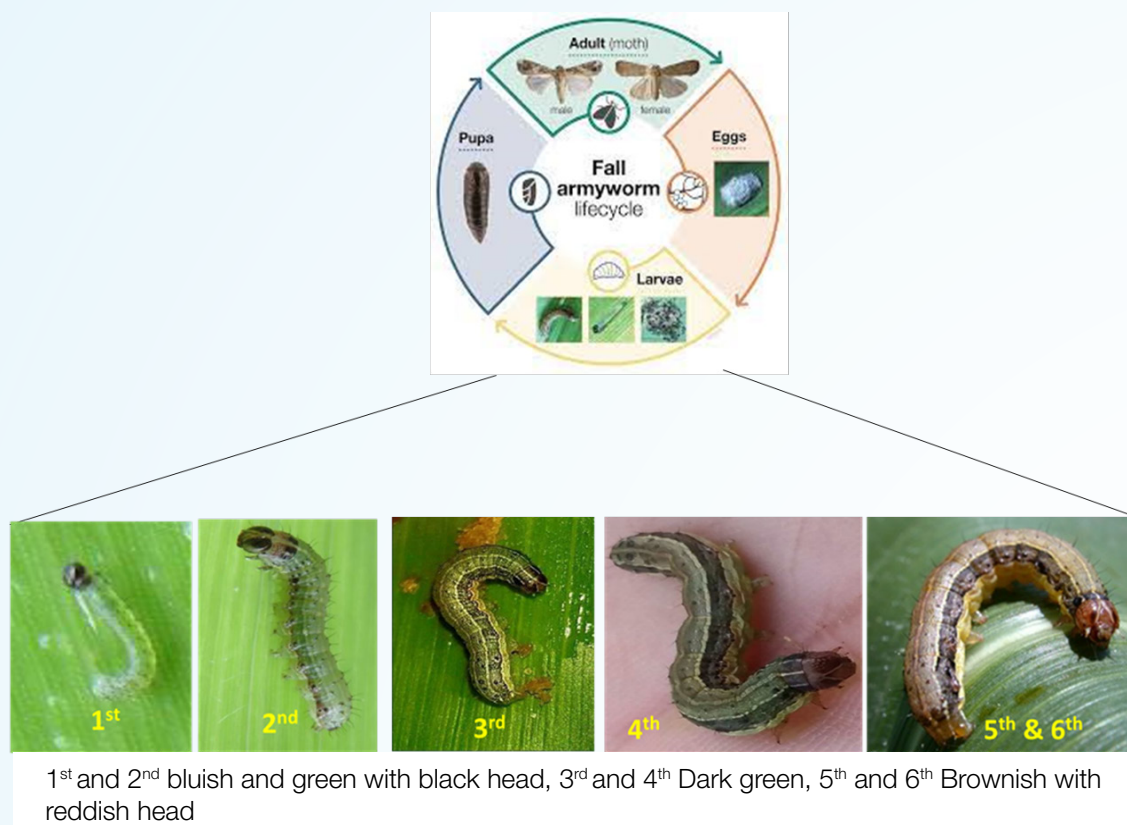 Adult (moth)
male
female
Pupa
Eggs
Fall
armyworm
lifecycle
Larvae
1st
2nd
3rd
4th
5th & 6th
1st and 2nd bluish and green with black head, 3rd and 4th Dark green, 5th and 6th Brownish with
reddish head